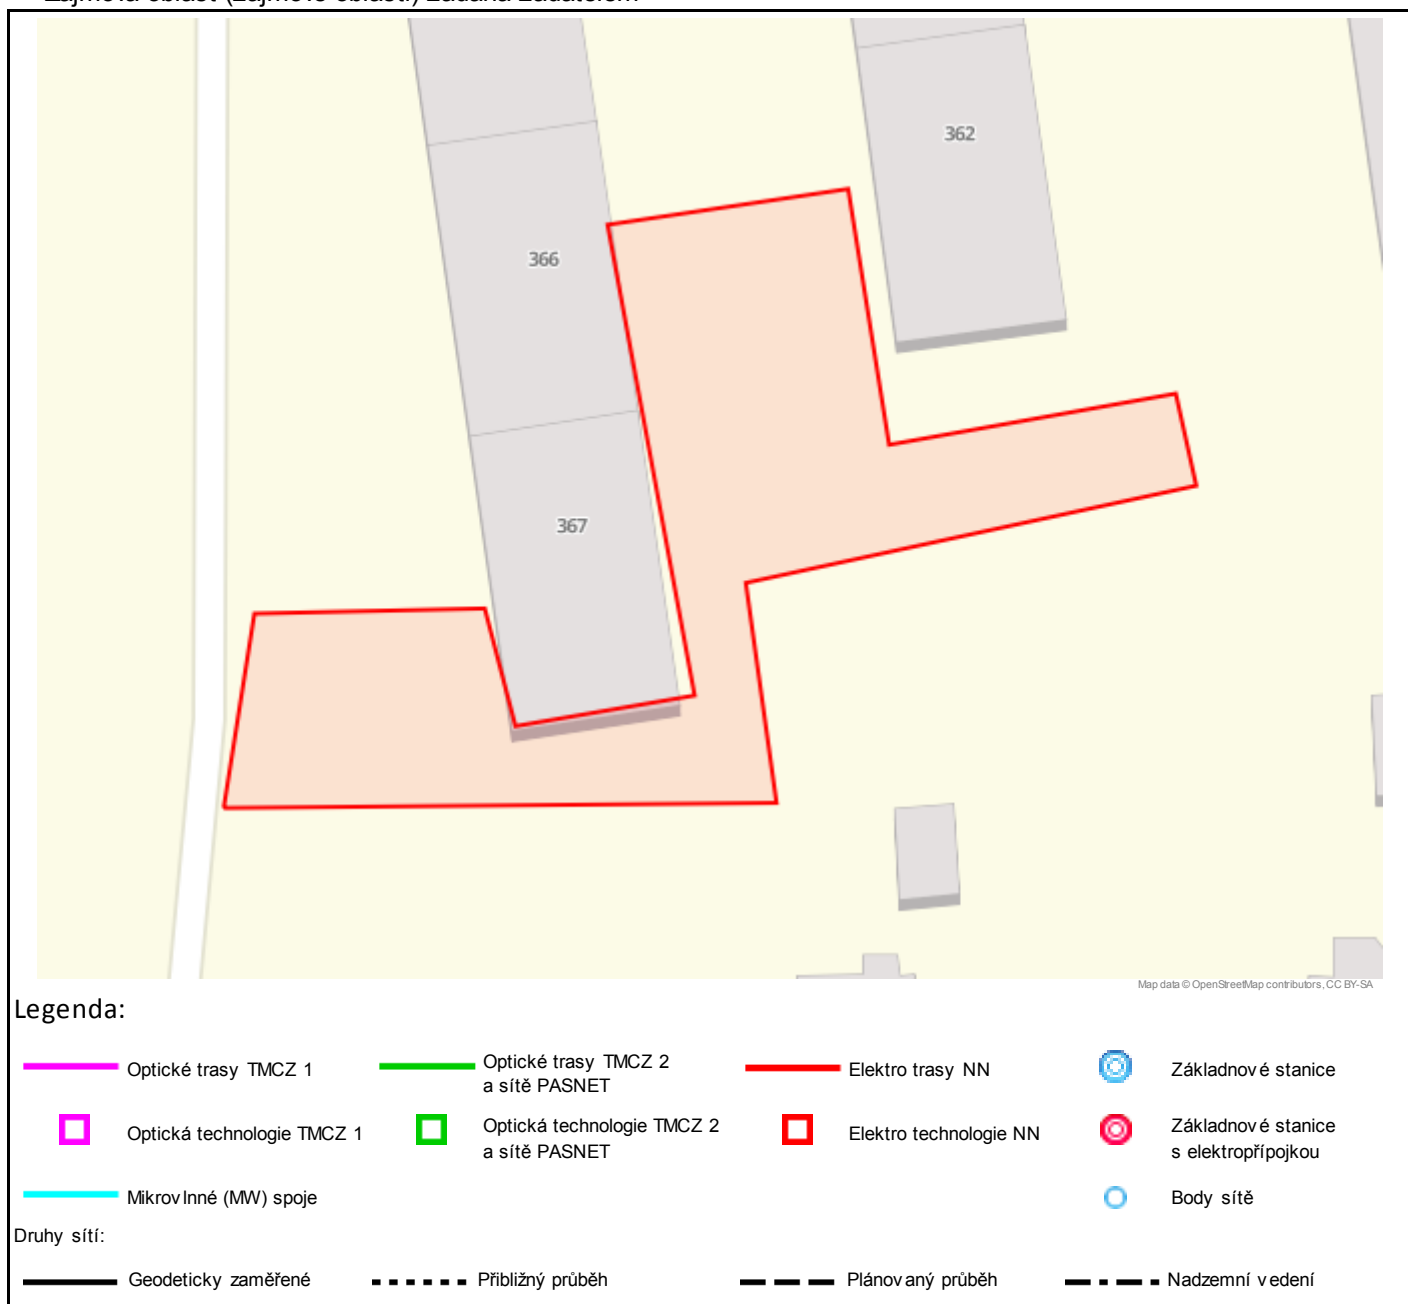 362
366
367
Map data © OpenStreetMap contributors, CC BY-SA
Legenda:
Optické trasy TMCZ 1
Optické trasy TMCZ 2
a sítě PASNET
Elektro trasy NN
Základnové stanice
Optická technologie TMCZ 1
Optická technologie TMCZ 2
a sítě PASNET
Elektro technologie NN
Základnové stanice
s elektropřípojkou
Mikrovlnné (MW) spoje
Body sítě
Druhy sítí:
Geodeticky zaměřené
Přibližný průběh
Plánovaný průběh
Nadzemní vedení